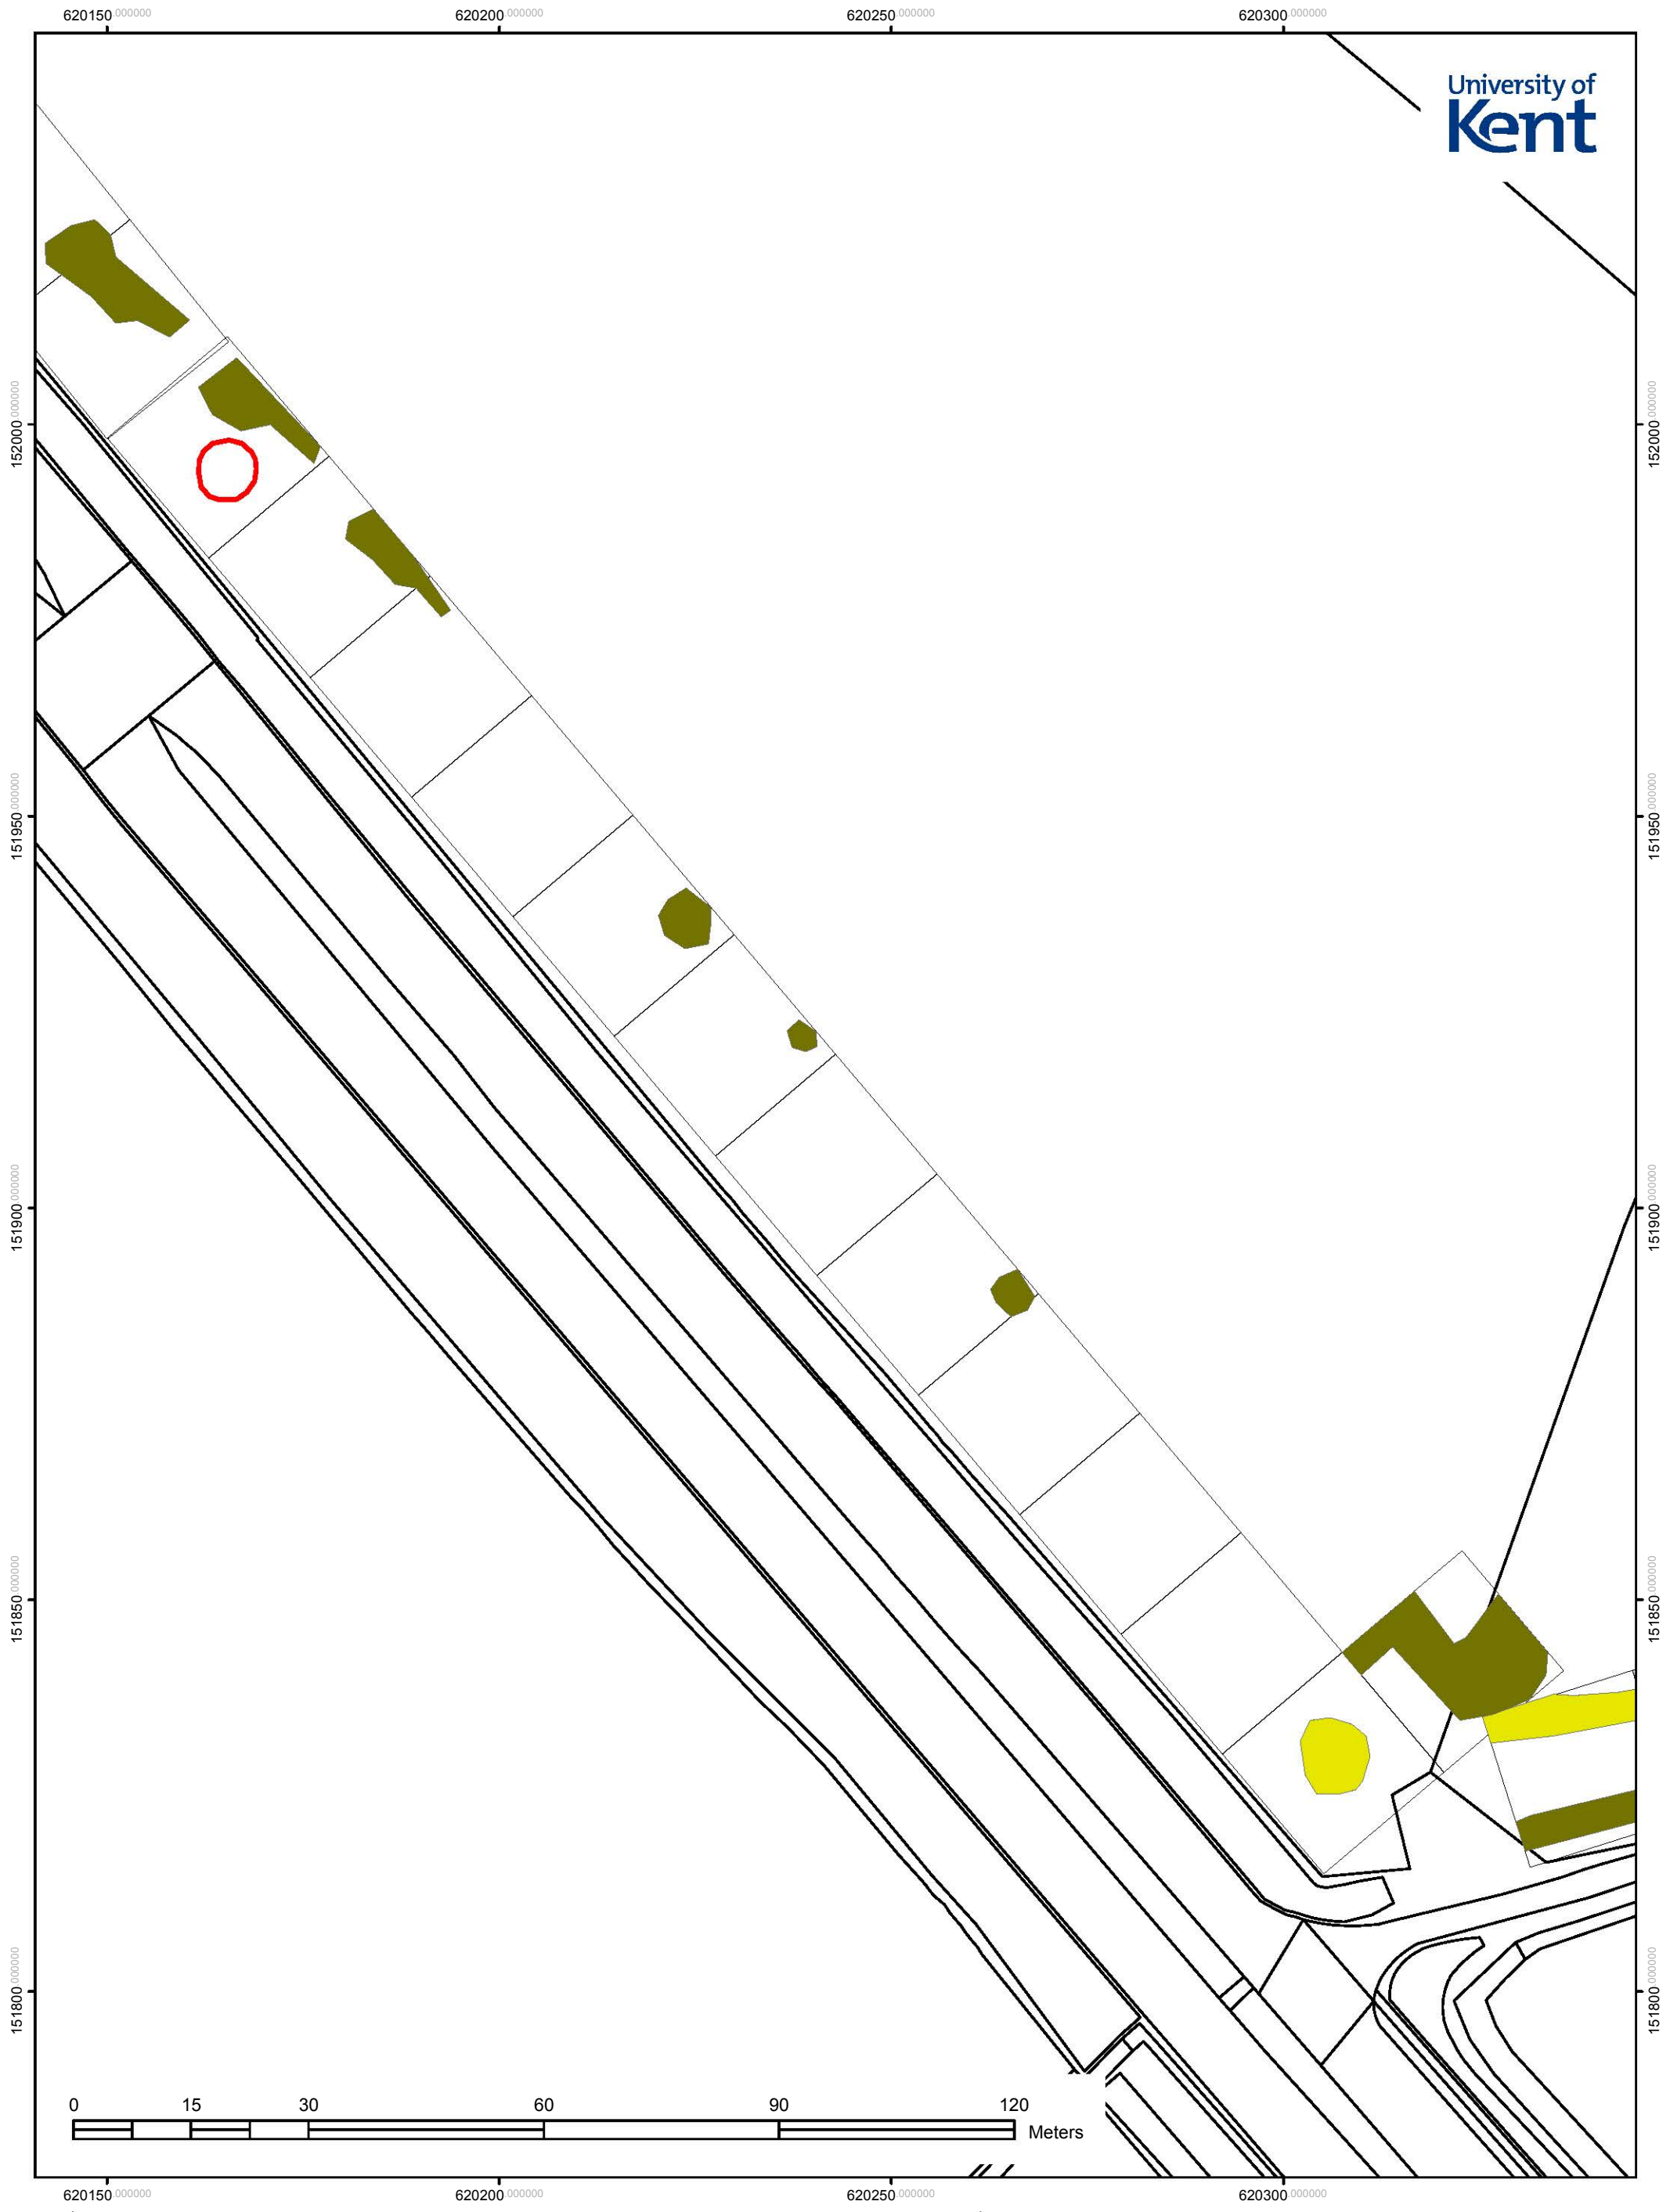 620150.000000 620200.000000 620250.000000 620300.000000
University of
Kent
152000.000000 152000.000000
151950.000000 151950.000000
151900.000000 151900.000000
151850.000000 151850.000000
151800.000000 151800.000000
0 15 30 60 90 120
Meters
620150.000000 620200.000000 620250.000000 620300.000000